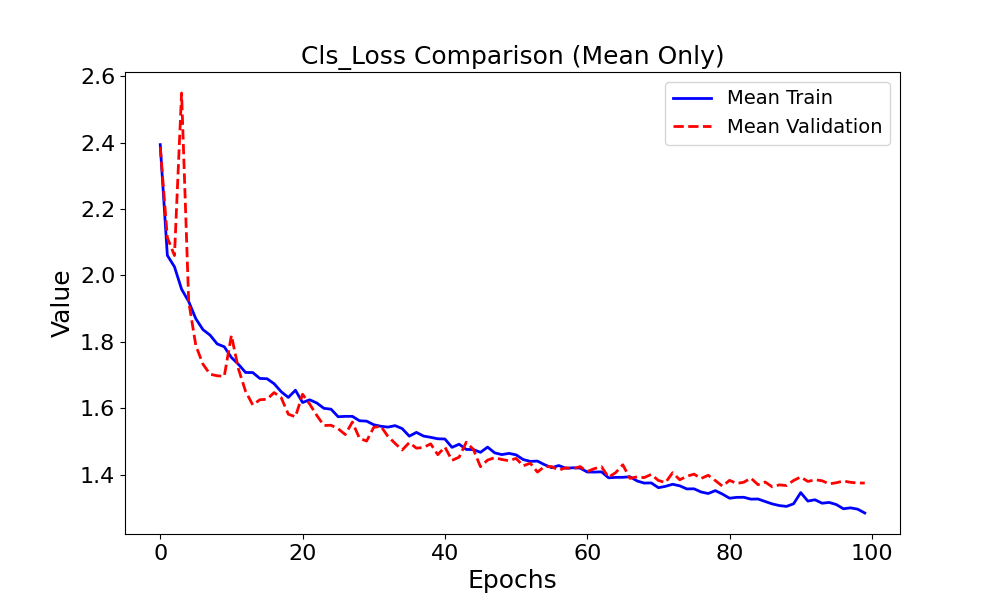 Cls_Loss Comparison (Mean Only)
Mean Train
Mean Validation
Value
2.6
2.4
2.2
2.0
1.8
1.6
1.4
0 20 40 60 80 100
Epochs